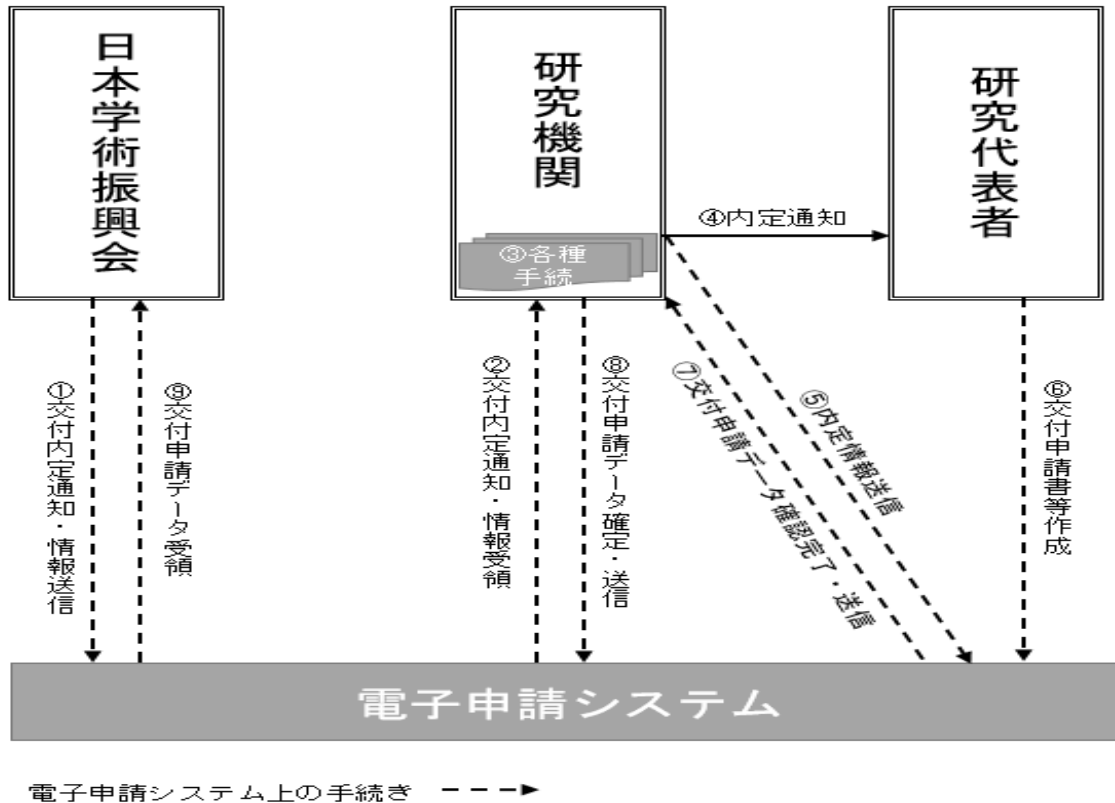 日本学術振興会
研究機関
研究代表者
③各種
手続
④内定通知
①交付内定通知・情報送信
⑨交付申請データ受領
②交付内定通知・情報受領
⑧交付申請データ確定・送信
⑦交付申請データ確認完了・送信
⑤内定情報送信
⑥交付申請書等作成
電子申請システム
電子申請システム上の手続き